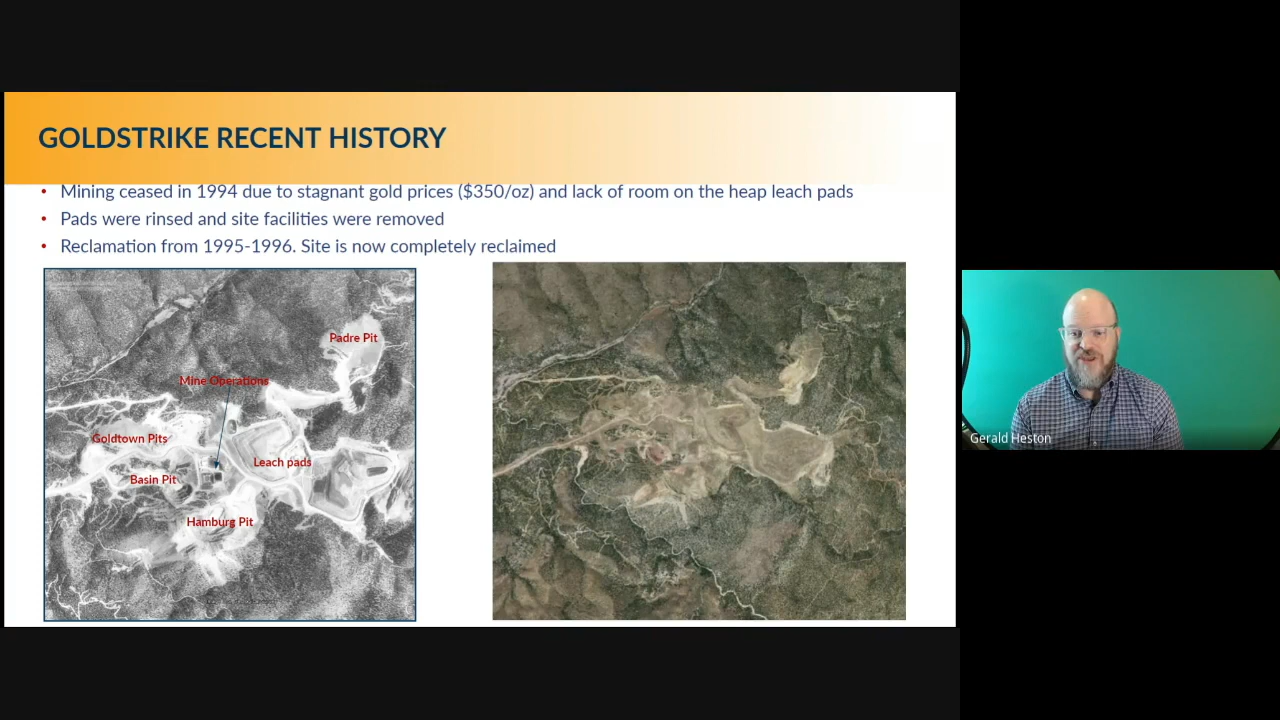 GOLDSTRIKE RECENT HISTORY
• Mining ceased in 1994 due to stagnant gold prices ($350/oz) and lack of room on the heap leach pads
• Pads were rinsed and site facilities were removed
• Reclamation from 1995-1996. Site is now completely reclaimed
Padre Pit
Mine Operations
Goldtown Pits
Leach pads
Basin Pit
Hamburg Pit
Gerald Heston